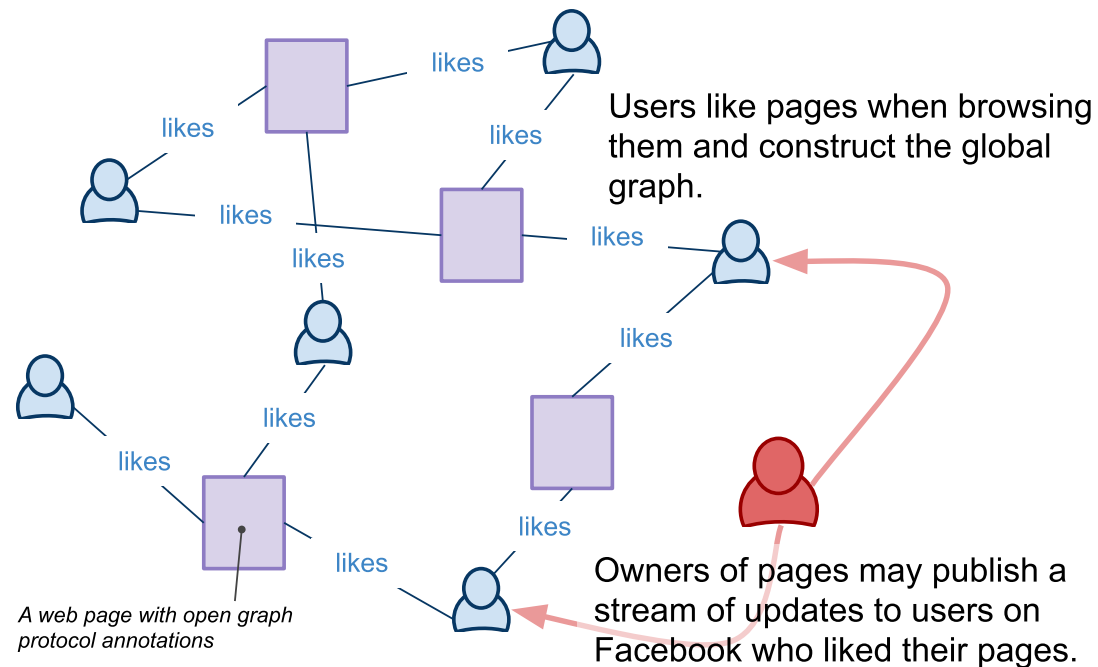 likes
likes
likes
Users like pages when browsing
them and construct the global
graph.
likes
likes
likes
likes
likes
likes
likes
likes
Owners of pages may publish a
stream of updates to users on
Facebook who liked their pages.
A web page with open graph
protocol annotations